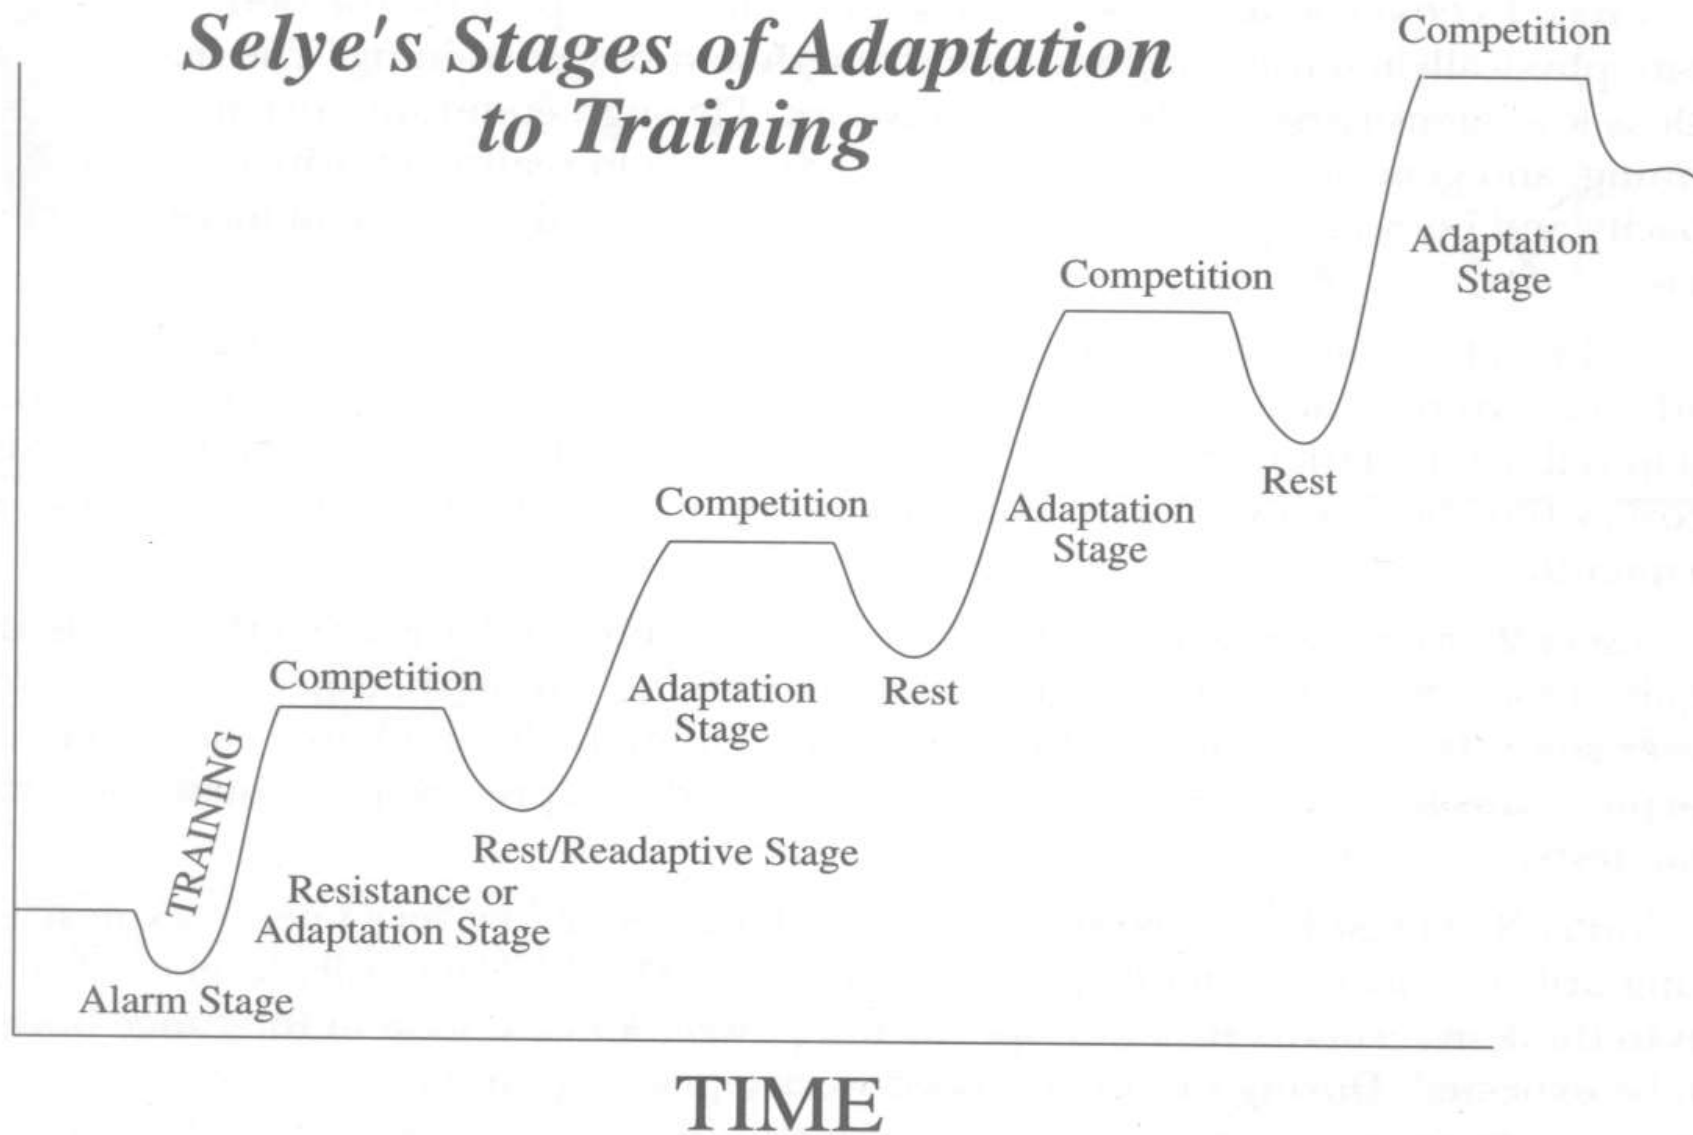 Selye's Stages of Adaptation
to Training
Competition
Adaptation
Stage
Competition
Rest
Adaptation
Stage
Competition
Adaptation
Stage
Rest
Competition
TRAINING
Rest/Readaptive Stage
Resistance or
Adaptation Stage
Alarm Stage
TIME